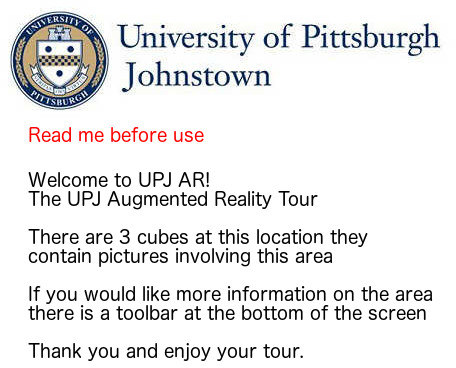 UNIVERSITY OF
PITTSBURGH
University of Pittsburgh
Johnstown
Read me before use
Welcome to UPJ AR!
The UPJ Augmented Reality Tour
There are 3 cubes at this location they
contain pictures involving this area
If you would like more information on the area
there is a toolbar at the bottom of the screen
Thank you and enjoy your tour.